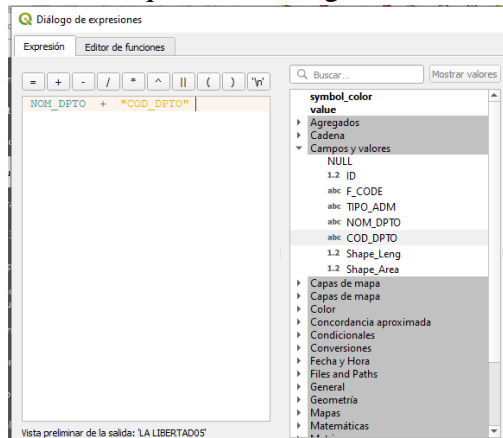 Diálogo de expresiones
Expresión Editor de funciones
= + - / * ^ || ( ) '\n'
NOM_DPTO + "COD_DPTO"
Buscar... Mostrar valores
symbol_color
value
Agregados
Cadena
Campos y valores
NULL
1.2 ID
abc F_CODE
abc TIPO_ADM
abc NOM_DPTO
abc COD_DPTO
1.2 Shape_Leng
1.2 Shape_Area
Capas de mapa
Capas de mapa
Color
Concordancia aproximada
Condicionales
Conversiones
Fecha y Hora
Files and Paths
General
Geometría
Mapas
Matemáticas
Vista preliminar de la salida: 'LA LIBERTAD05'